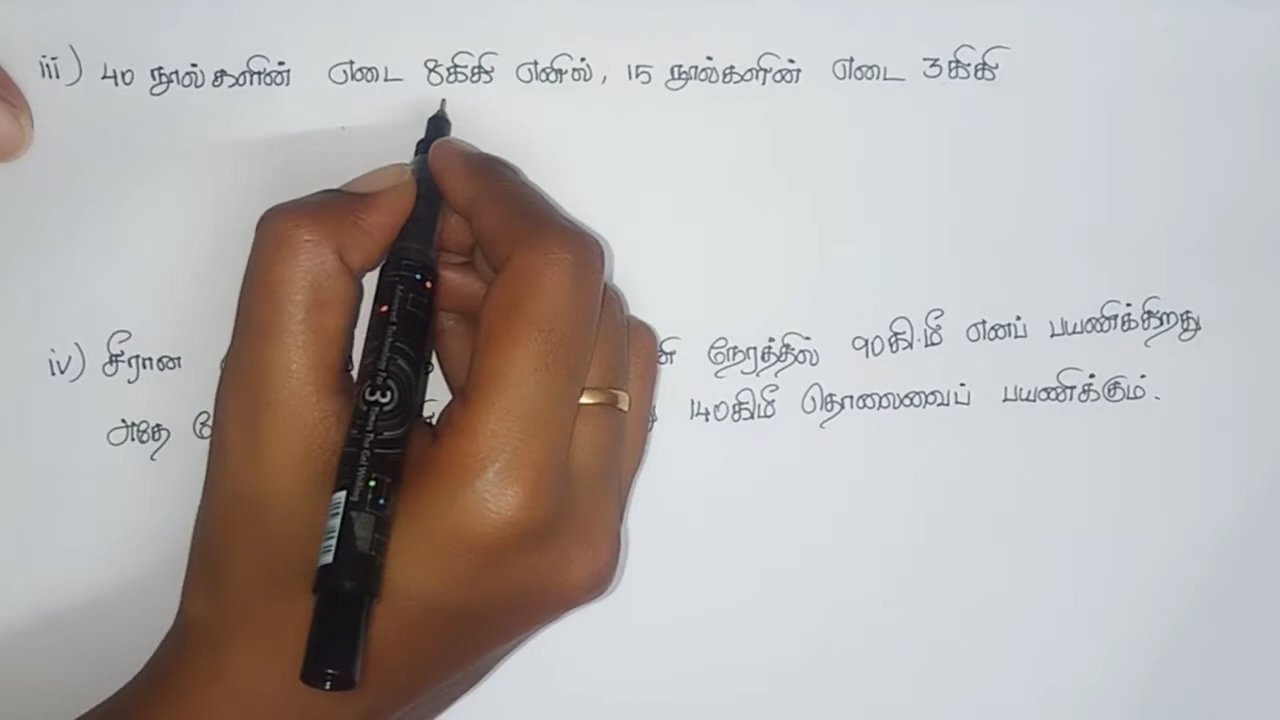 iii) 40 நூல்களின் எடை 8கிகி எனில், 15 நூல்களின் எடை 3கிகி
iv) சீரான நேரத்தில் 90கி.மீ எனப் பயணிக்கிறது
அதே 140கிமீ தொலைவைப் பயணிக்கும்.
3